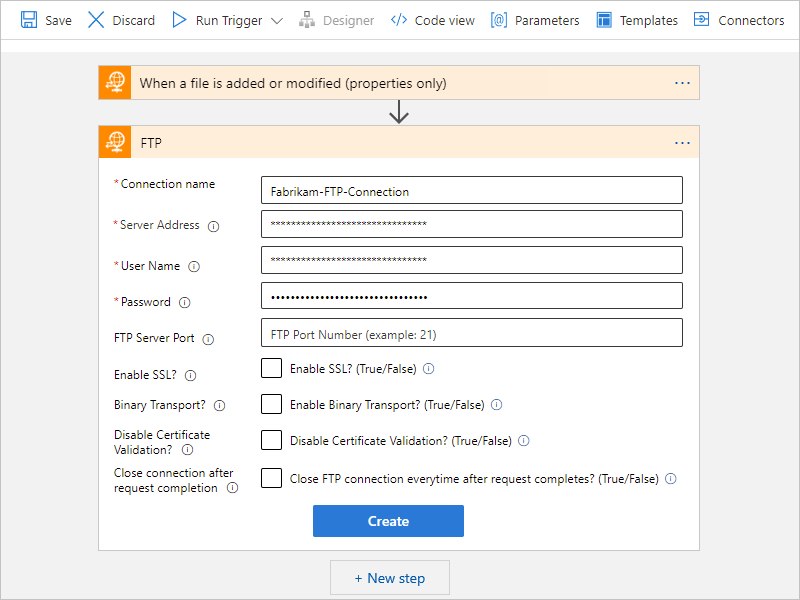 Save Discard Run Trigger Designer Code view Parameters Templates Connectors
When a file is added or modified (properties only)
FTP
*Connection name
Fabrikam-FTP-Connection
*Server Address
*******************************
*User Name
*******************************
*Password
••••••••••••••••••••••••••••••••
FTP Server Port
FTP Port Number (example: 21)
Enable SSL?
Enable SSL? (True/False)
Binary Transport?
Enable Binary Transport? (True/False)
Disable Certificate
Validation?
Disable Certificate Validation? (True/False)
Close connection after
request completion
Close FTP connection everytime after request completes? (True/False)
Create
+ New step